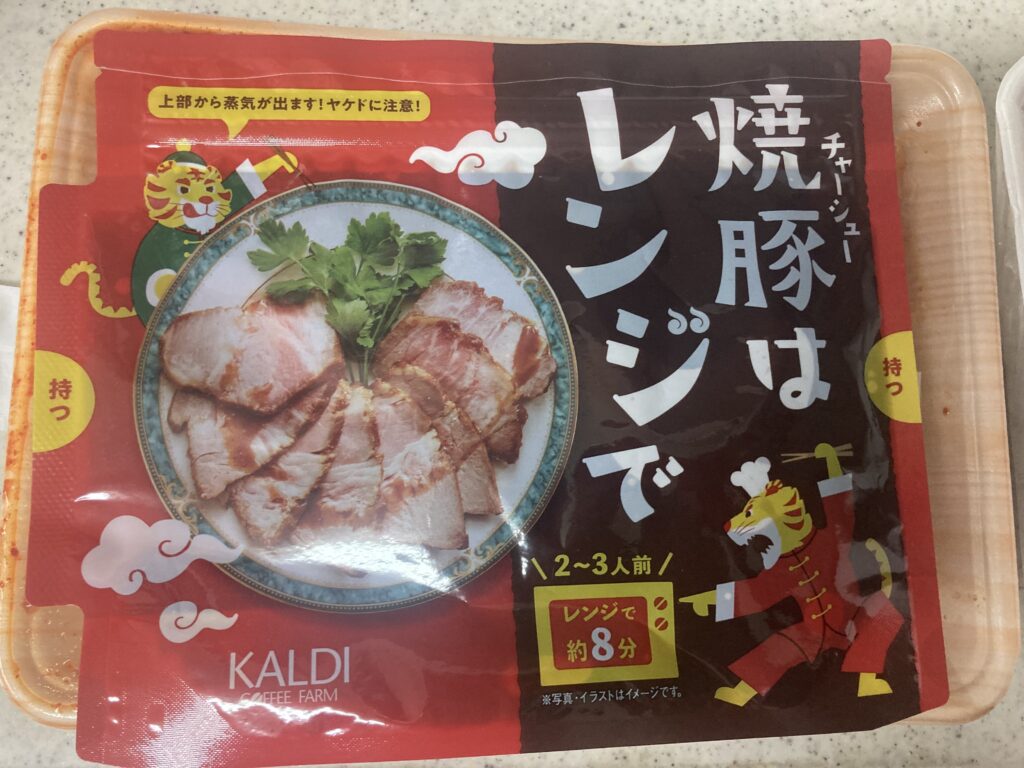 上部から蒸気が出ます!ヤケドに注意!
焼豚は
チャーシュー
レンジで
持つ
持つ
2〜3人前
レンジで
約8分
※写真・イラストはイメージです。
KALDI
COFFEE FARM